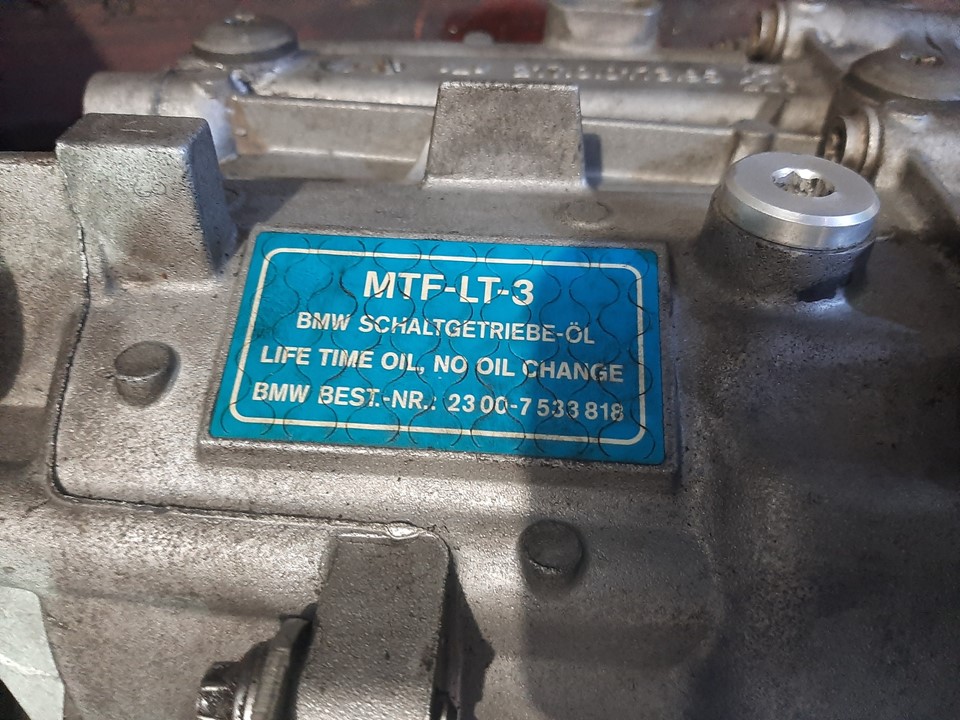 MTF-LT-3
BMW SCHALTGETRIEBE-ÖL
LIFE TIME OIL, NO OIL CHANGE
BMW BEST.-NR.: 23 00-7 533 818